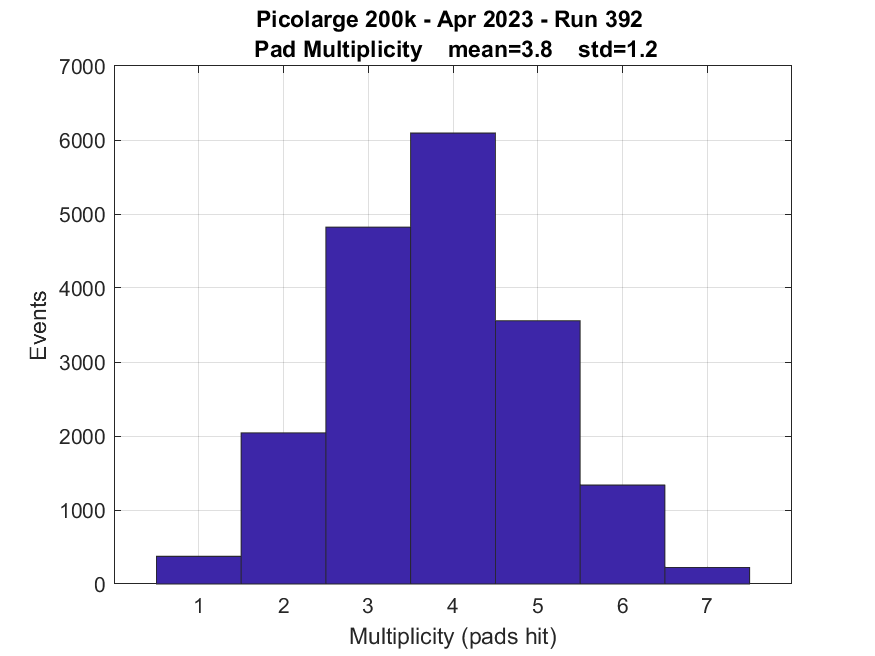 Picolarge 200k - Apr 2023 - Run 392
Pad Multiplicity    mean=3.8    std=1.2
7000
6000
5000
4000
3000
2000
1000
0
Events
1 2 3 4 5 6 7
Multiplicity (pads hit)